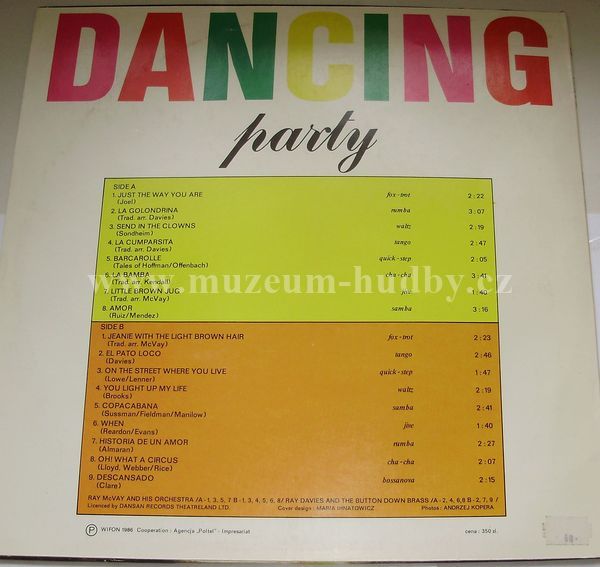 DANCING
party
SIDE A
1. JUST THE WAY YOU ARE fox-trot 2:22
(Joel)
2. LA GOLONDRINA rumba 3:07
(Trad. arr. Davies)
3. SEND IN THE CLOWNS waltz 2:19
(Sondheim)
4. LA CUMPARSITA tango 2:47
(Trad. arr. Davies)
5. BARCAROLLE quick-step 2:05
(Tales of Hoffman/Offenbach)
6. LA BAMBA cha-cha 3:41
(Trad. arr. Kendall)
7. LITTLE BROWN JUG jive 1:40
(Trad. arr. McVay)
8. AMOR samba 3:16
(Ruiz/Mendez)
SIDE B
1. JEANIE WITH THE LIGHT BROWN HAIR fox-trot 2:23
(Trad. arr. McVay)
2. EL PATO LOCO tango 2:46
(Davies)
3. ON THE STREET WHERE YOU LIVE quick-step 1:47
(Lowe/Lenner)
4. YOU LIGHT UP MY LIFE waltz 2:19
(Brooks)
5. COPACABANA samba 2:41
(Sussman/Fieldman/Manilow)
6. WHEN jive 1:40
(Reardon/Evans)
7. HISTORIA DE UN AMOR rumba 2:27
(Almaran)
8. OH! WHAT A CIRCUS cha-cha 2:07
(Lloyd. Webber/Rice)
9. DESCANSADO bossanova 2:15
(Clare)
RAY McVAY AND HIS ORCHESTRA /A - 1, 3, 5, 7 B - 1, 3, 4, 5, 6, 8/ RAY DAVIES AND THE BUTTON DOWN BRASS /A - 2, 4, 6, 8 B - 2, 7, 9 /
Licenced by DANSAN RECORDS THEATRELAND LTD. Cover design : MARIA IHNATOWICZ Photos : ANDRZEJ KOPERA
P WIFON 1986 Cooperation : Agencja „Poltel" - Impresariat cena : 350 zl.
www.muzeum-hudby.cz